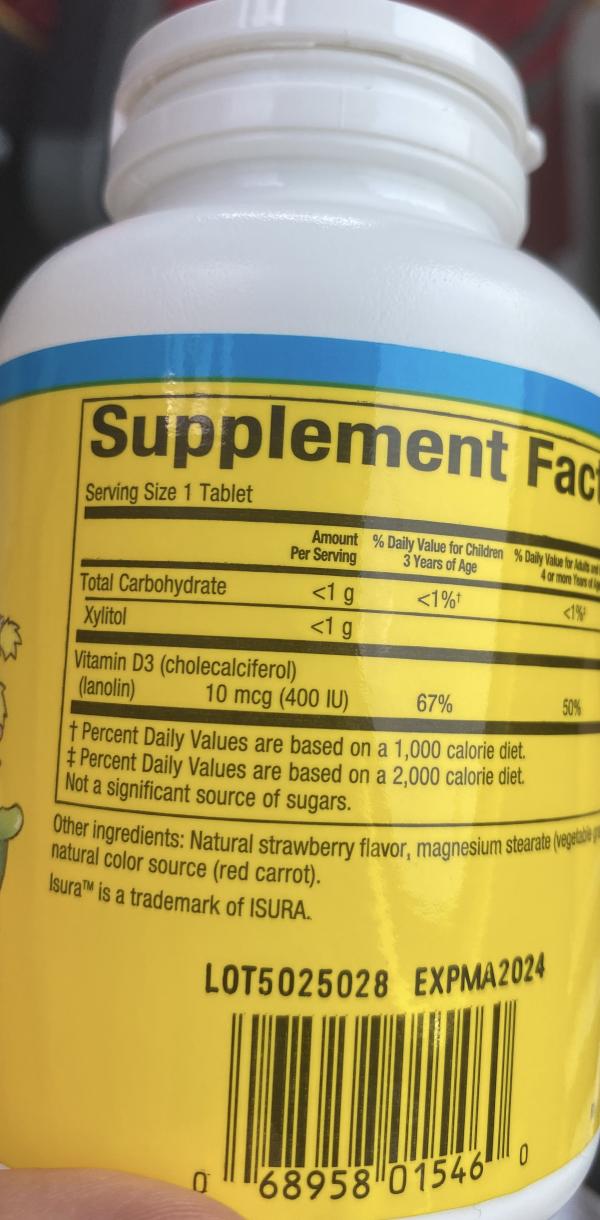 Supplement Fact
Serving Size 1 Tablet
Amount Per Serving % Daily Value for Children 3 Years of Age % Daily Value for Adults and 4 or more Years of
Total Carbohydrate <1 g <1%† <1%‡
Xylitol <1 g
Vitamin D3 (cholecalciferol)
(lanolin) 10 mcg (400 IU) 67% 50%
† Percent Daily Values are based on a 1,000 calorie diet.
‡ Percent Daily Values are based on a 2,000 calorie diet.
Not a significant source of sugars.
Other ingredients: Natural strawberry flavor, magnesium stearate (vegetable
natural color source (red carrot).
Isura™ is a trademark of ISURA.
LOT5025028 EXPMA2024
0 68958 01546 0